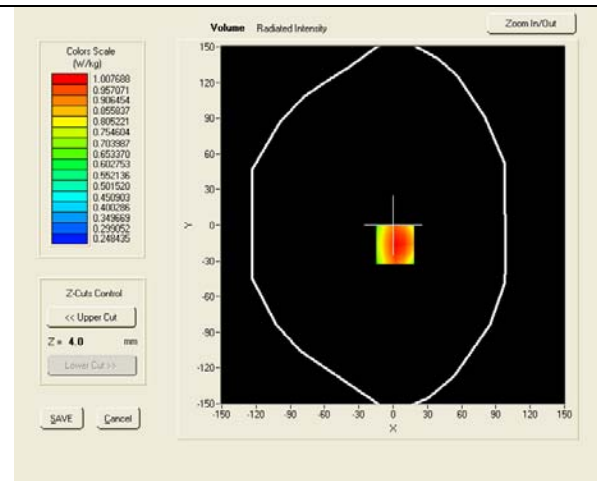 Volume Radiated Intensity
Zoom In/Out
Colors Scale
(W/kg)
1.007688
0.957071
0.906454
0.855837
0.805221
0.754604
0.703987
0.653370
0.602753
0.552136
0.501520
0.450903
0.400286
0.349669
0.299052
0.248435
Z-Cuts Control
<< Upper Cut
Z = 4.0 mm
Lower Cut >>
SAVE Cancel
150
120
90
60
30
0
-30
-60
-90
-120
-150
Y
-150 -120 -90 -60 -30 0 30 60 90 120 150
X